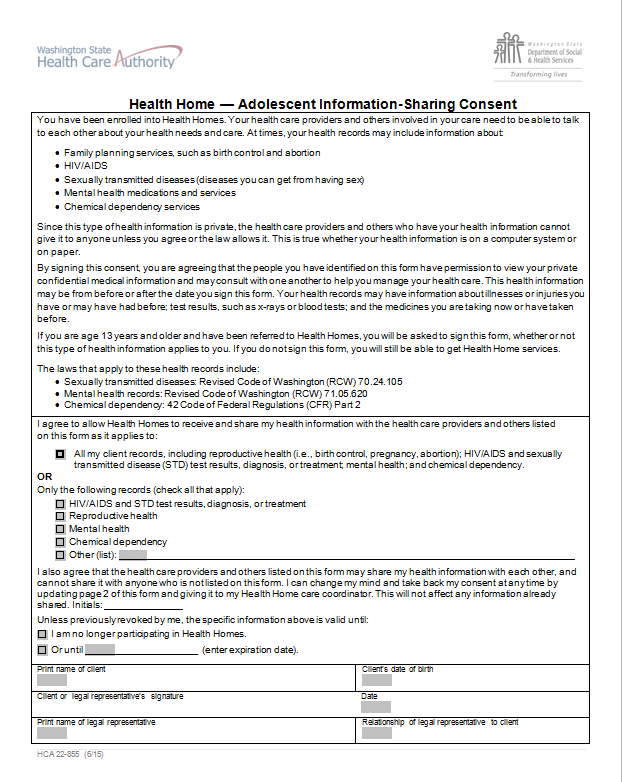 Washington State
Health Care Authority
Washington State
Department of Social
& Health Services
Transforming lives
Health Home — Adolescent Information-Sharing Consent
You have been enrolled into Health Homes. Your health care providers and others involved in your care need to be able to talk
to each other about your health needs and care. At times, your health records may include information about:
• Family planning services, such as birth control and abortion
• HIV/AIDS
• Sexually transmitted diseases (diseases you can get from having sex)
• Mental health medications and services
• Chemical dependency services
Since this type of health information is private, the health care providers and others who have your health information cannot
give it to anyone unless you agree or the law allows it. This is true whether your health information is on a computer system or
on paper.
By signing this consent, you are agreeing that the people you have identified on this form have permission to view your private
confidential medical information and may consult with one another to help you manage your health care. This health information
may be from before or after the date you sign this form. Your health records may have information about illnesses or injuries you
have or may have had before; test results, such as x-rays or blood tests; and the medicines you are taking now or have taken
before.
If you are age 13 years and older and have been referred to Health Homes, you will be asked to sign this form, whether or not
this type of health information applies to you. If you do not sign this form, you will still be able to get Health Home services.
The laws that apply to these health records include:
• Sexually transmitted diseases: Revised Code of Washington (RCW) 70.24.105
• Mental health records: Revised Code of Washington (RCW) 71.05.620
• Chemical dependency: 42 Code of Federal Regulations (CFR) Part 2
I agree to allow Health Homes to receive and share my health information with the health care providers and others listed
on this form as it applies to:
All my client records, including reproductive health (i.e., birth control, pregnancy, abortion); HIV/AIDS and sexually
transmitted disease (STD) test results, diagnosis, or treatment; mental health; and chemical dependency.
OR
Only the following records (check all that apply):
HIV/AIDS and STD test results, diagnosis, or treatment
Reproductive health
Mental health
Chemical dependency
Other (list):
I also agree that the health care providers and others listed on this form may share my health information with each other, and
cannot share it with anyone who is not listed on this form. I can change my mind and take back my consent at anytime by
updating page 2 of this form and giving it to my Health Home care coordinator. This will not affect any information already
shared. Initials:
Unless previously revoked by me, the specific information above is valid until:
I am no longer participating in Health Homes.
Or until (enter expiration date).
Print name of client Client's date of birth
Client or legal representative's signature Date
Print name of legal representative Relationship of legal representative to client
HCA 22-855 (6/15)